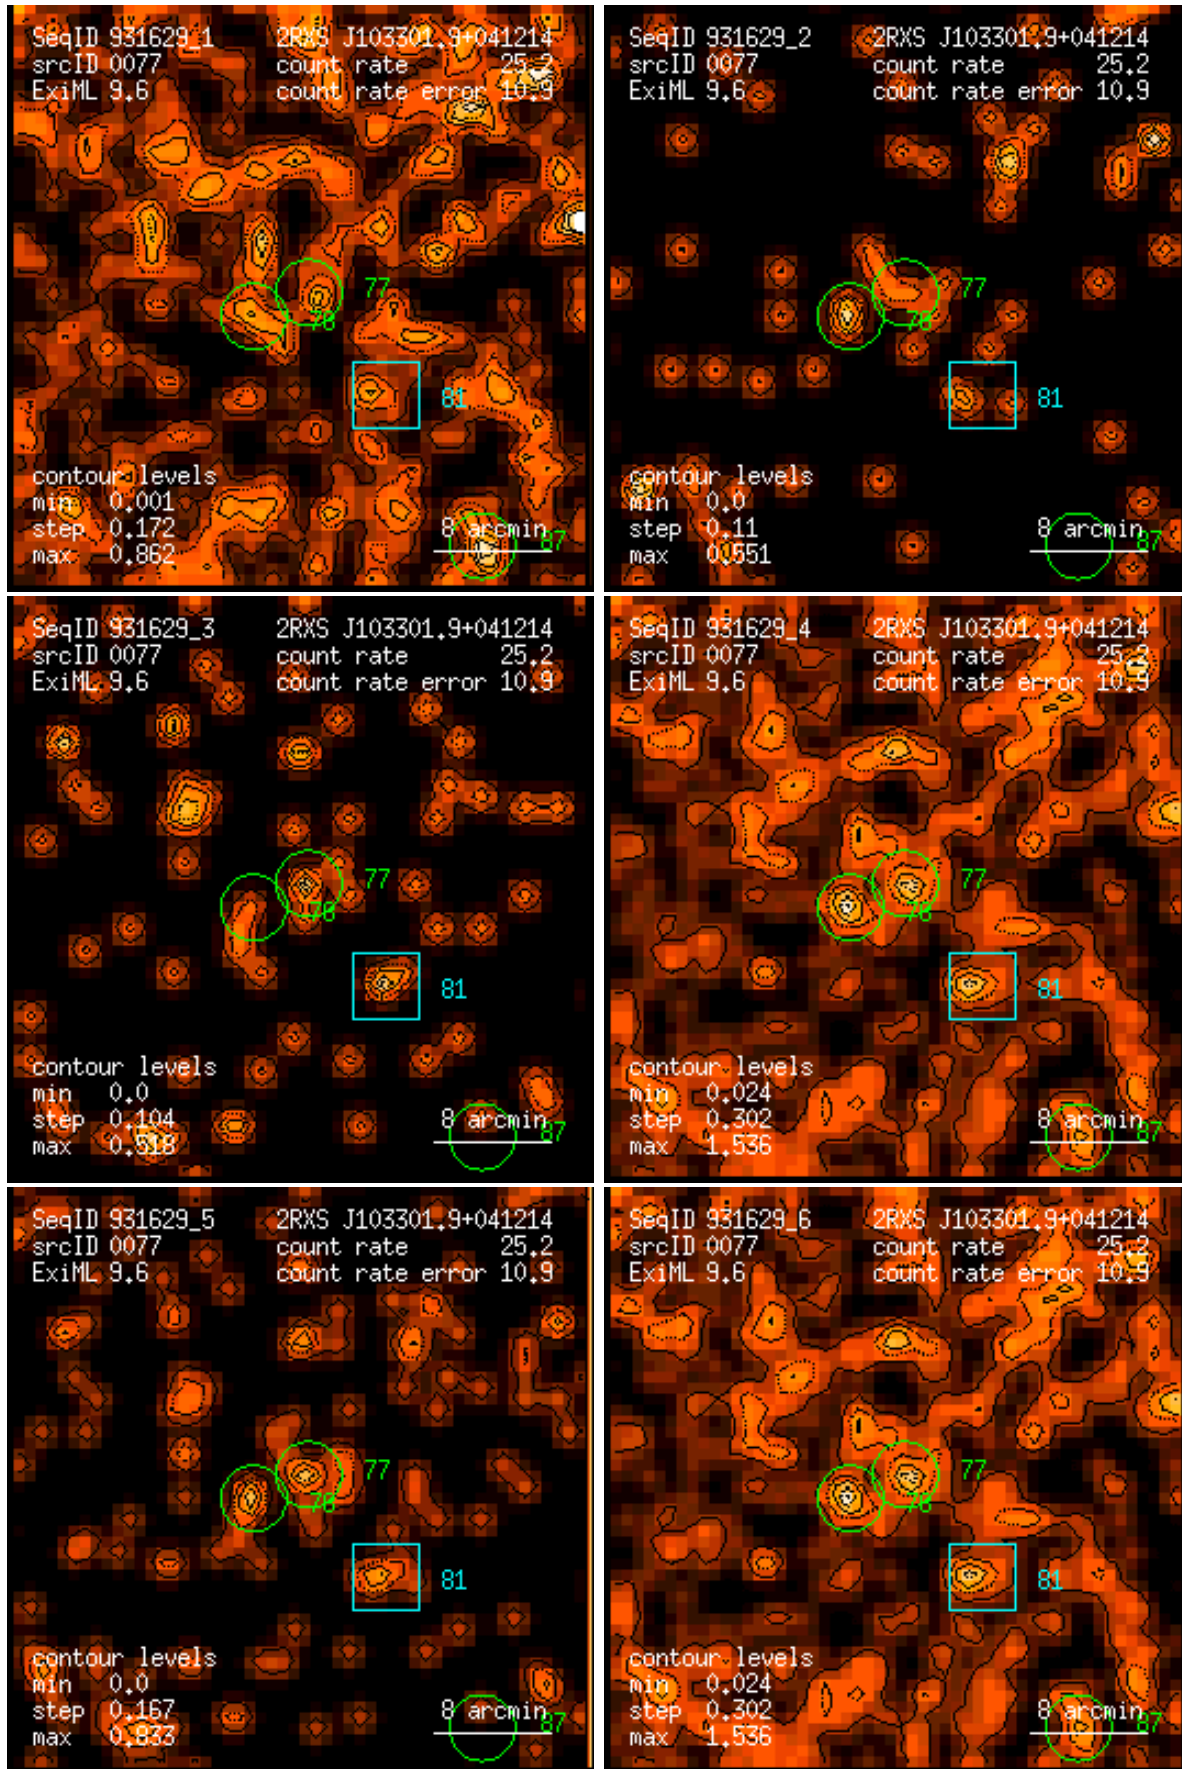 SeqID 931629_1 2RXS J103301.9+041214
srcID 0077 count rate 25.2
ExiML 9.6 count rate error 10.9
77
78
81
contour levels
min 0.001
step 0.172 8 arcmin 87
max 0.862
SeqID 931629_2 2RXS J103301.9+041214
srcID 0077 count rate 25.2
ExiML 9.6 count rate error 10.9
77
78
81
contour levels
min 0.0
step 0.11 8 arcmin 87
max 0.551
SeqID 931629_3 2RXS J103301.9+041214
srcID 0077 count rate 25.2
ExiML 9.6 count rate error 10.9
77
78
81
contour levels
min 0.0
step 0.104 8 arcmin 87
max 0.518
SeqID 931629_4 2RXS J103301.9+041214
srcID 0077 count rate 25.2
ExiML 9.6 count rate error 10.9
77
78
81
contour levels
min 0.024
step 0.302 8 arcmin 87
max 1.536
SeqID 931629_5 2RXS J103301.9+041214
srcID 0077 count rate 25.2
ExiML 9.6 count rate error 10.9
77
78
81
contour levels
min 0.0
step 0.167 8 arcmin 87
max 0.833
SeqID 931629_6 2RXS J103301.9+041214
srcID 0077 count rate 25.2
ExiML 9.6 count rate error 10.9
77
78
81
contour levels
min 0.024
step 0.302 8 arcmin 87
max 1.536